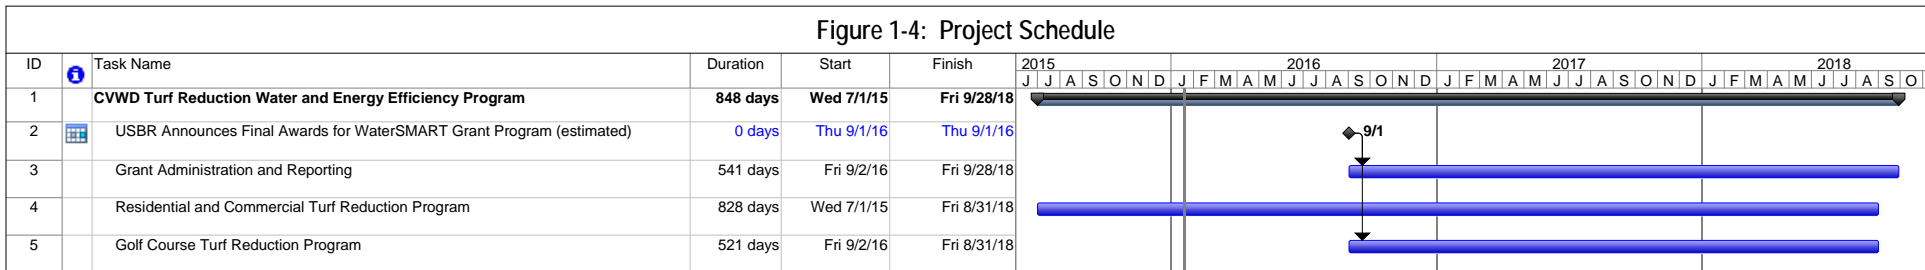 Figure 1-4: Project Schedule
ID Task Name Duration Start Finish 2015 2016 2017 2018
J J A S O N D J F M A M J J A S O N D J F M A M J J A S O N D J F M A M J J A S O
1 CVWD Turf Reduction Water and Energy Efficiency Program 848 days Wed 7/1/15 Fri 9/28/18
2 USBR Announces Final Awards for WaterSMART Grant Program (estimated) 0 days Thu 9/1/16 Thu 9/1/16 9/1
3 Grant Administration and Reporting 541 days Fri 9/2/16 Fri 9/28/18
4 Residential and Commercial Turf Reduction Program 828 days Wed 7/1/15 Fri 8/31/18
5 Golf Course Turf Reduction Program 521 days Fri 9/2/16 Fri 8/31/18